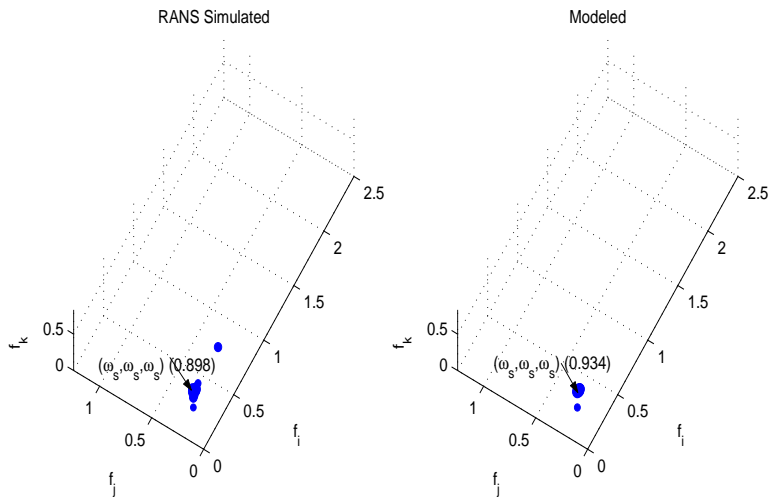 RANS Simulated
0
0.5
f_k
1
0.5
0
f_j
0
0.5
1
1.5
2
2.5
f_i
(ω_s,ω_s,ω_s) (0.898)
Modeled
0
0.5
f_k
1
0.5
0
f_j
0
0.5
1
1.5
2
2.5
f_i
(ω_s,ω_s,ω_s) (0.934)